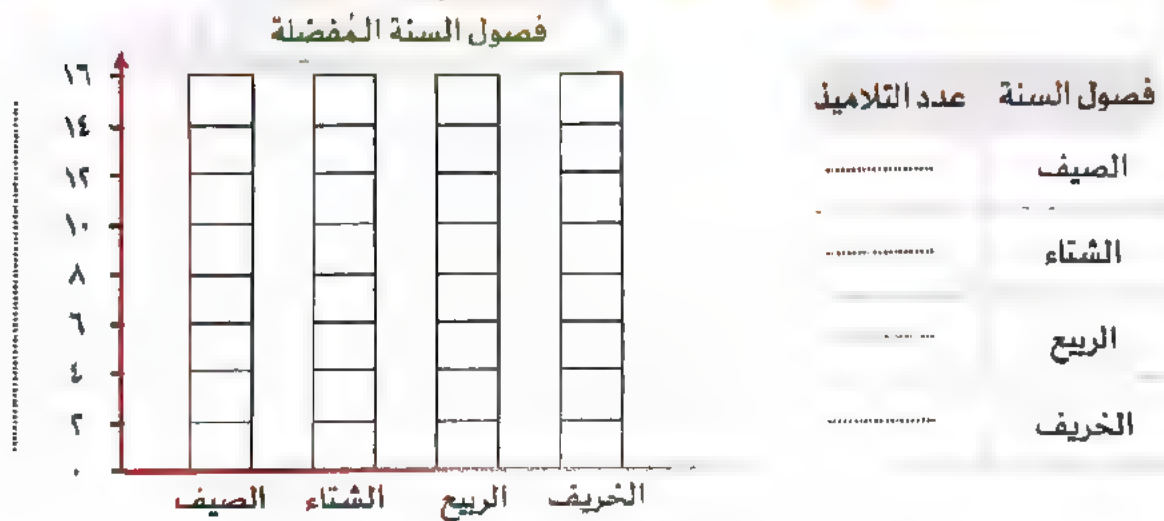 فصول السنة المُفضلة
١٦
١٤
١٢
١٠
٨
٦
٤
٢
٠
الصيف الشتاء الربيع الخريف
فصول السنة عدد التلاميذ
الصيف
الشتاء
الربيع
الخريف